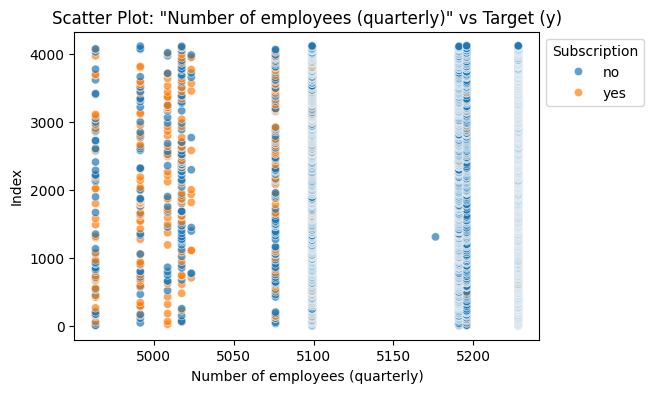 Scatter Plot: "Number of employees (quarterly)" vs Target (y)
Subscription
no
yes
Index
4000
3000
2000
1000
0
5000
5050
5100
5150
5200
Number of employees (quarterly)